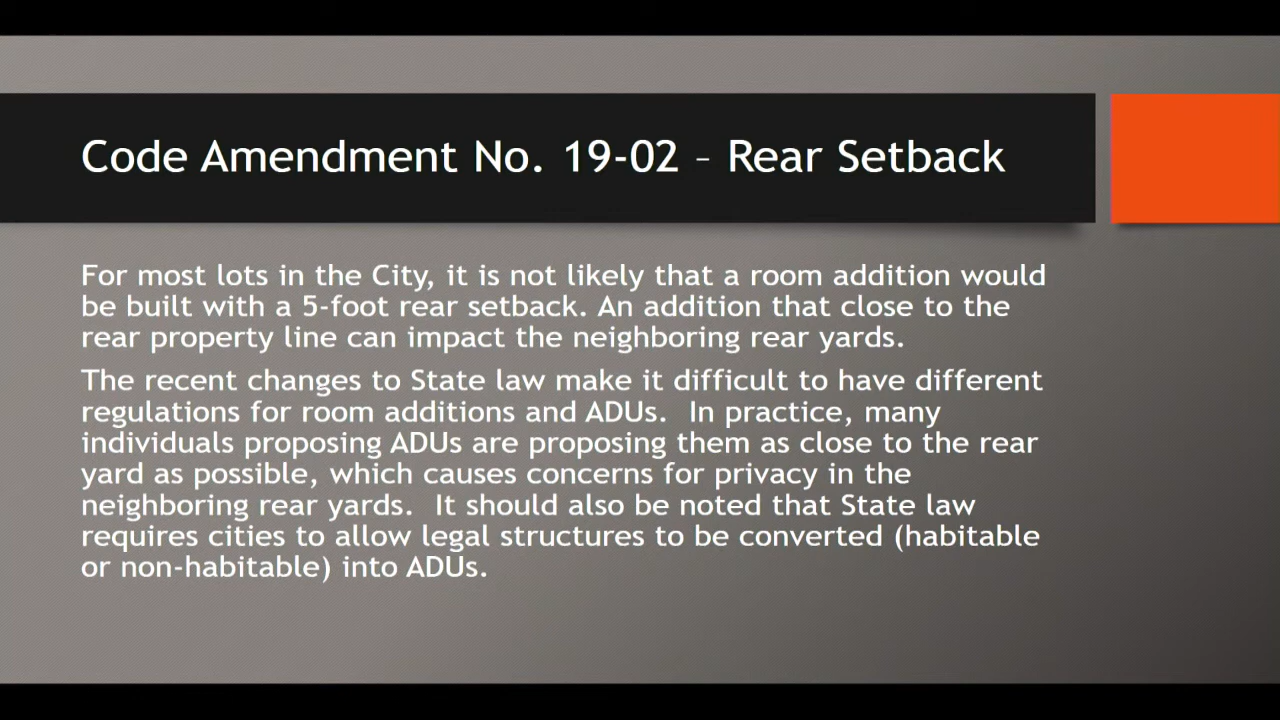 Code Amendment No. 19-02 – Rear Setback
For most lots in the City, it is not likely that a room addition would
be built with a 5-foot rear setback. An addition that close to the
rear property line can impact the neighboring rear yards.
The recent changes to State law make it difficult to have different
regulations for room additions and ADUs.  In practice, many
individuals proposing ADUs are proposing them as close to the rear
yard as possible, which causes concerns for privacy in the
neighboring rear yards.  It should also be noted that State law
requires cities to allow legal structures to be converted (habitable
or non-habitable) into ADUs.